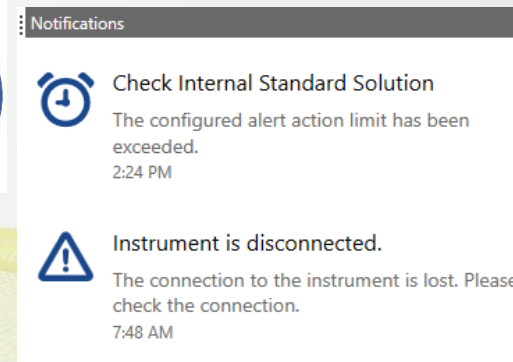 Notifications
Check Internal Standard Solution
The configured alert action limit has been
exceeded.
2:24 PM
Instrument is disconnected.
The connection to the instrument is lost. Please
check the connection.
7:48 AM